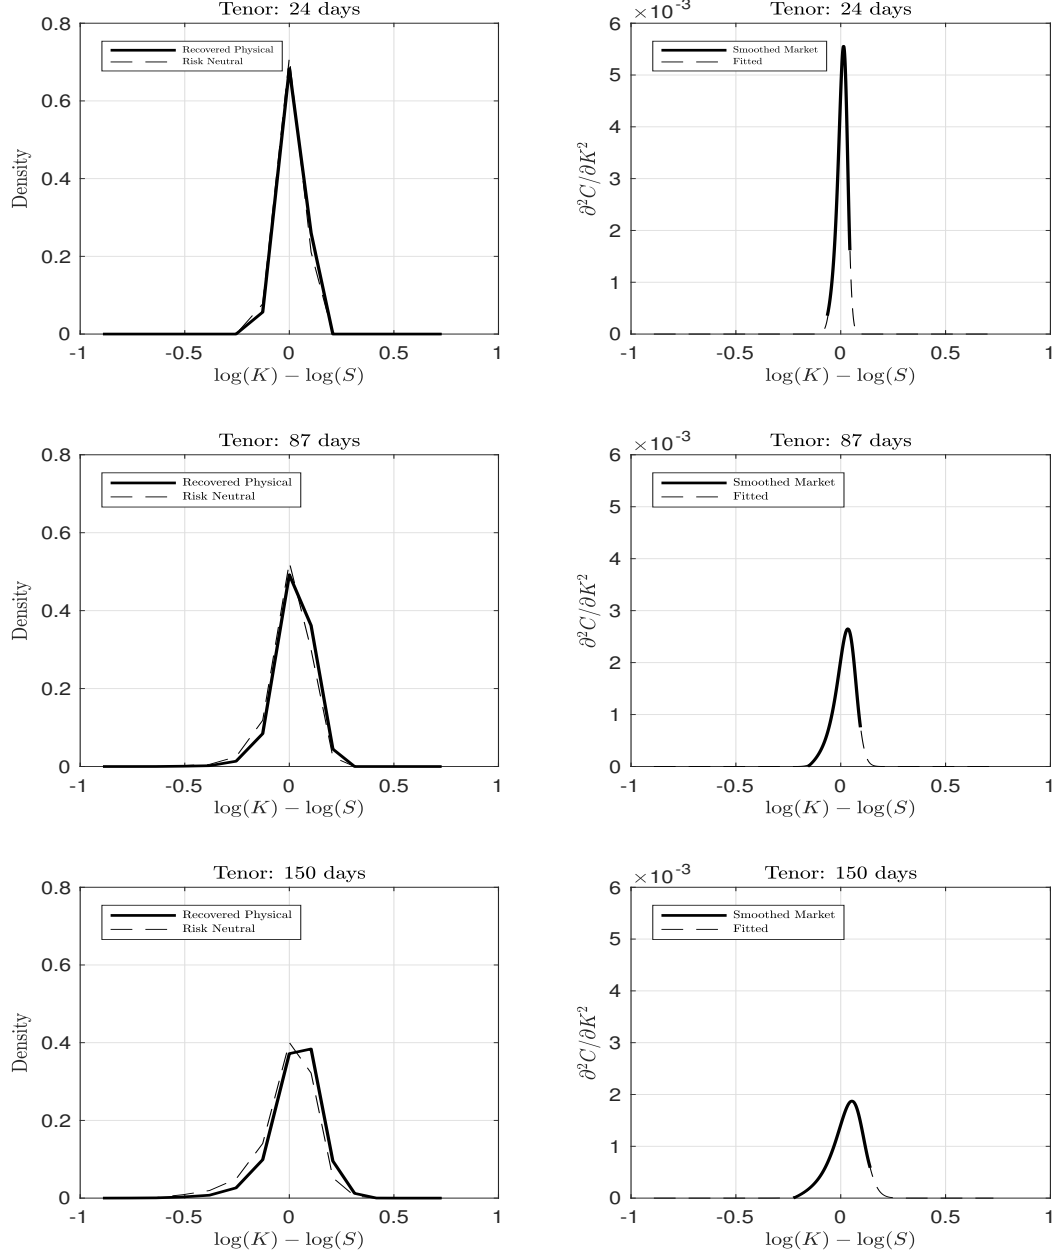 Tenor: 24 days
Recovered Physical
Risk Neutral
Density
0.8
0.6
0.4
0.2
0
-1
-0.5
0
0.5
1
log(K) − log(S)
Tenor: 24 days
×10⁻³
Smoothed Market
Fitted
∂²C/∂K²
6
5
4
3
2
1
0
-1
-0.5
0
0.5
1
log(K) − log(S)
Tenor: 87 days
Recovered Physical
Risk Neutral
Density
0.8
0.6
0.4
0.2
0
-1
-0.5
0
0.5
1
log(K) − log(S)
Tenor: 87 days
×10⁻³
Smoothed Market
Fitted
∂²C/∂K²
6
5
4
3
2
1
0
-1
-0.5
0
0.5
1
log(K) − log(S)
Tenor: 150 days
Recovered Physical
Risk Neutral
Density
0.8
0.6
0.4
0.2
0
-1
-0.5
0
0.5
1
log(K) − log(S)
Tenor: 150 days
×10⁻³
Smoothed Market
Fitted
∂²C/∂K²
6
5
4
3
2
1
0
-1
-0.5
0
0.5
1
log(K) − log(S)